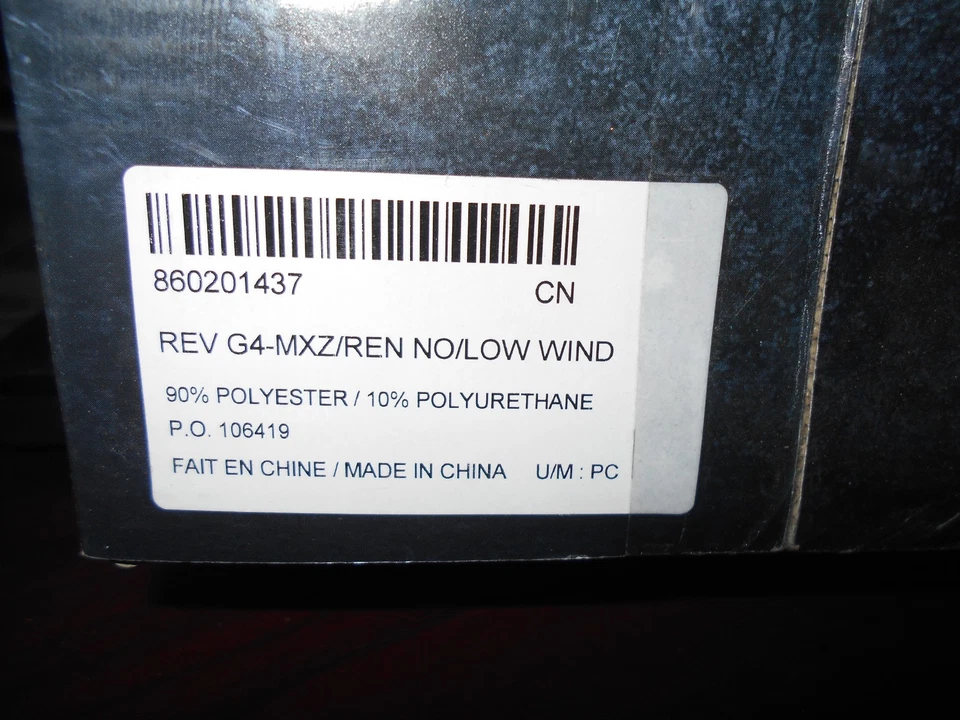 860201437 CN
REV G4-MXZ/REN NO/LOW WIND
90% POLYESTER / 10% POLYURETHANE
P.O. 106419
FAIT EN CHINE / MADE IN CHINA U/M : PC